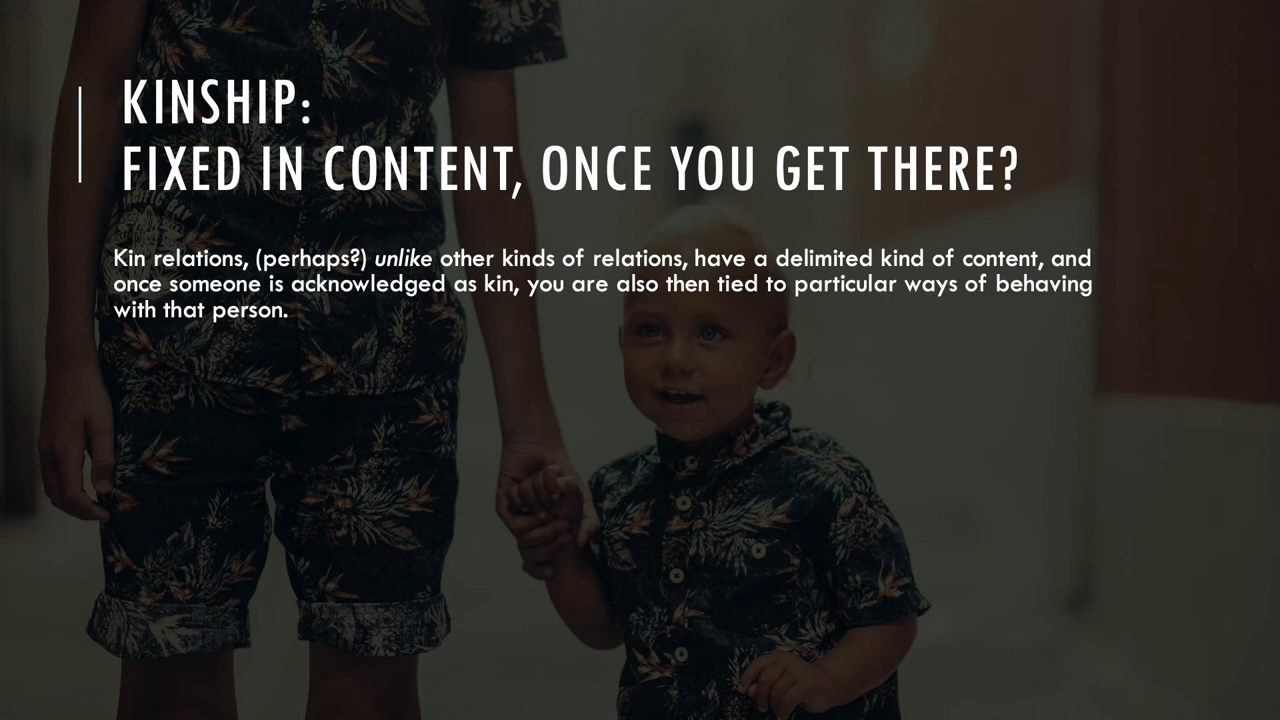 KINSHIP:
FIXED IN CONTENT, ONCE YOU GET THERE?
Kin relations, (perhaps?) unlike other kinds of relations, have a delimited kind of content, and
once someone is acknowledged as kin, you are also then tied to particular ways of behaving
with that person.